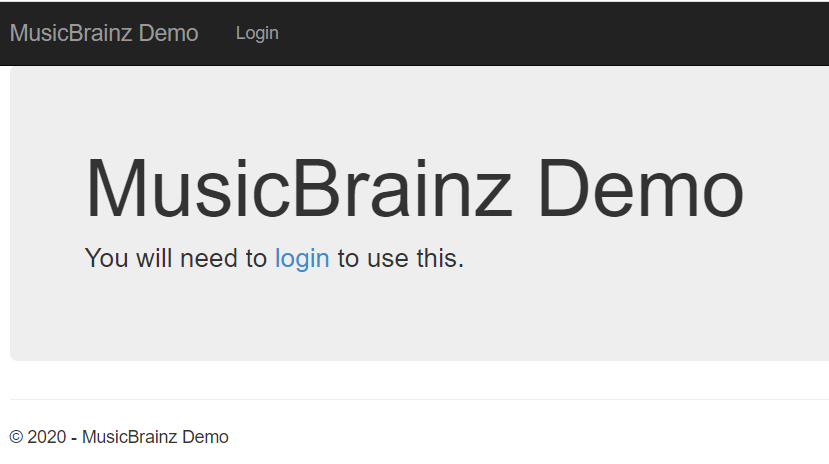 MusicBrainz Demo Login
MusicBrainz Demo
You will need to login to use this.
© 2020 - MusicBrainz Demo